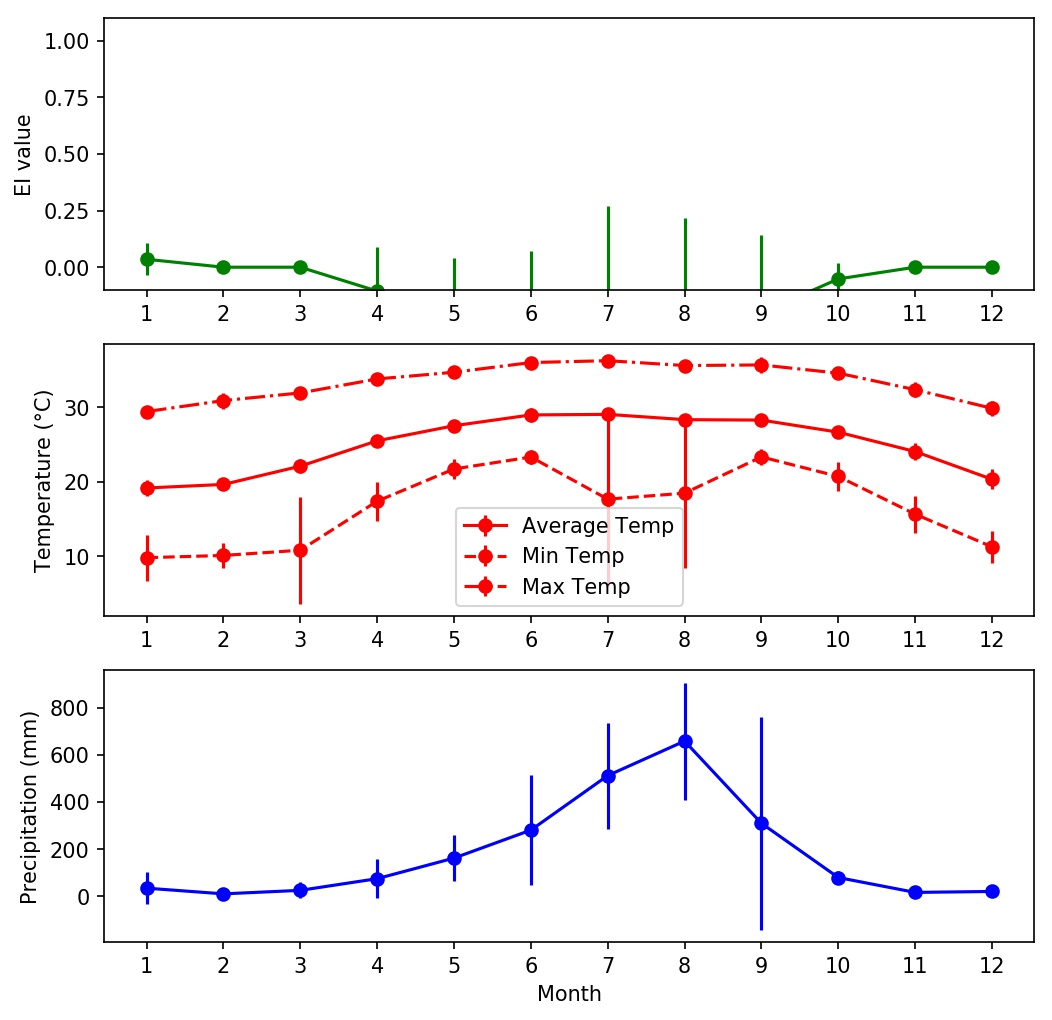 1.00
0.75
0.50
0.25
0.00
EI value
1 2 3 4 5 6 7 8 9 10 11 12
30
20
10
Temperature (°C)
Average Temp
Min Temp
Max Temp
1 2 3 4 5 6 7 8 9 10 11 12
800
600
400
200
0
Precipitation (mm)
1 2 3 4 5 6 7 8 9 10 11 12
Month